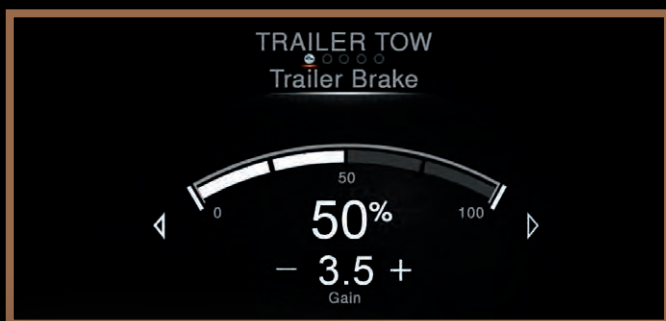 TRAILER TOW
Trailer Brake
50
0
100
50%
− 3.5 +
Gain